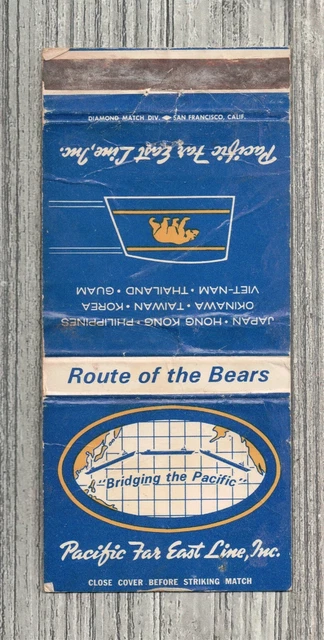 DIAMOND MATCH DIV. SAN FRANCISCO, CALIF.
Pacific Far East Line, Inc.
JAPAN • HONG KONG • PHILIPPINES
OKINAWA • TAIWAN • KOREA
VIET-NAM • THAILAND • GUAM
Route of the Bears
"Bridging the Pacific"
Pacific Far East Line, Inc.
CLOSE COVER BEFORE STRIKING MATCH